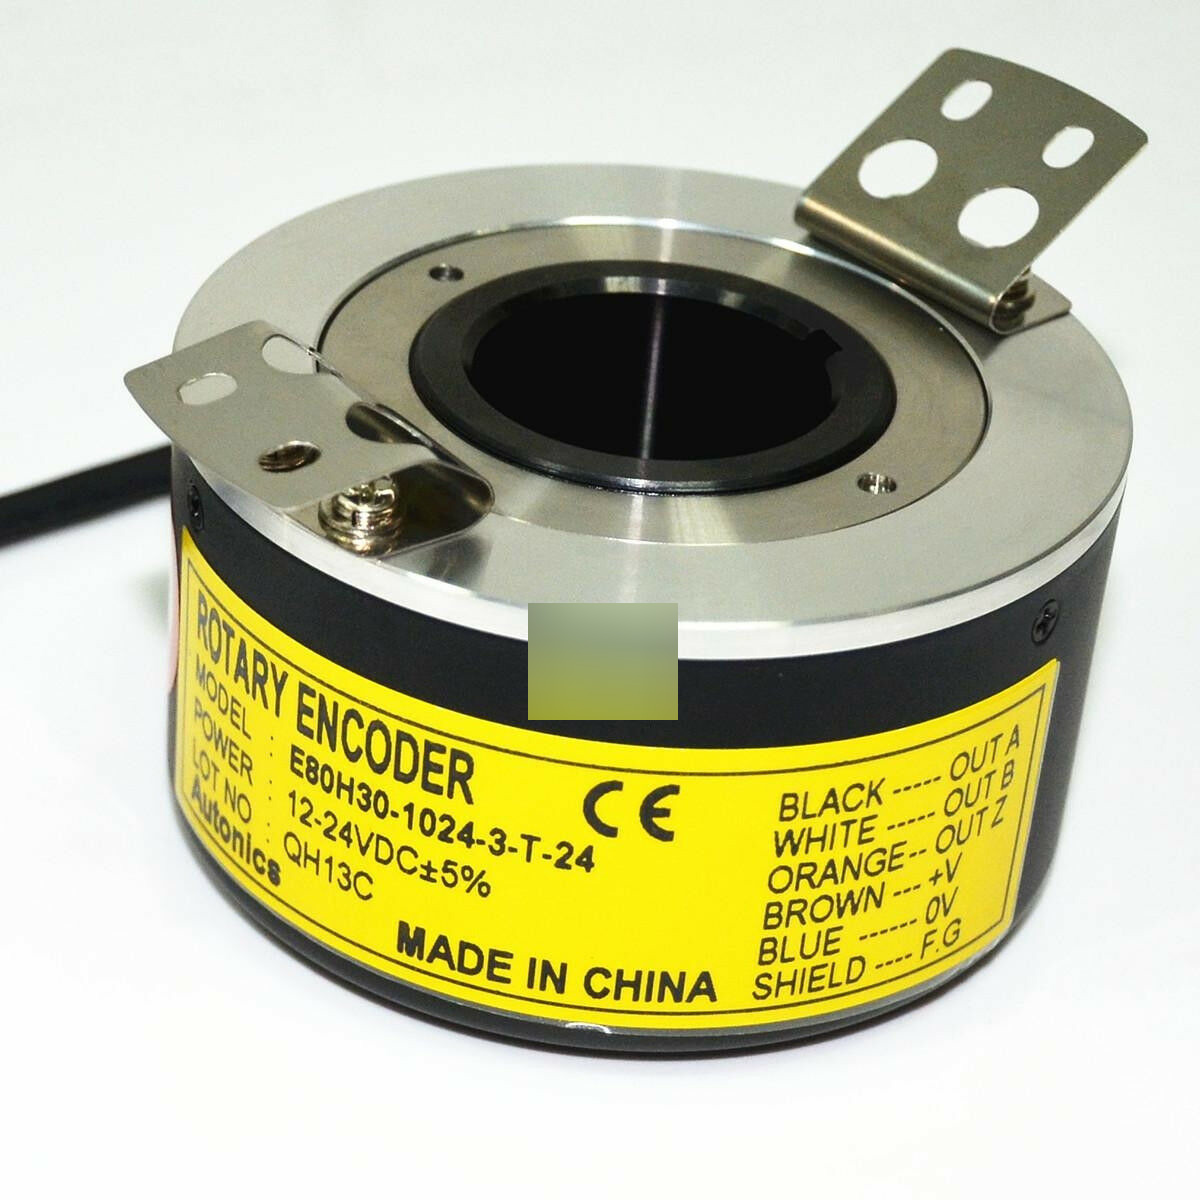 ROTARY ENCODER
MODEL : E80H30-1024-3-T-24
POWER : 12-24VDC±5%
LOT NO : QH13C
Autonics
MADE IN CHINA
CE
BLACK ----- OUT A
WHITE ----- OUT B
ORANGE-- OUT Z
BROWN --- +V
BLUE ------ 0V
SHIELD ---- F.G